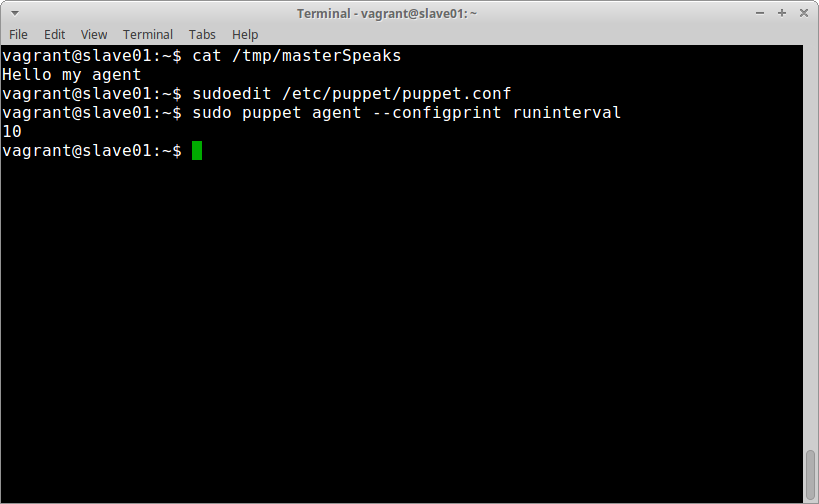 Terminal - vagrant@slave01: ~
File Edit View Terminal Tabs Help
vagrant@slave01:~$ cat /tmp/masterSpeaks
Hello my agent
vagrant@slave01:~$ sudoedit /etc/puppet/puppet.conf
vagrant@slave01:~$ sudo puppet agent --configprint runinterval
10
vagrant@slave01:~$